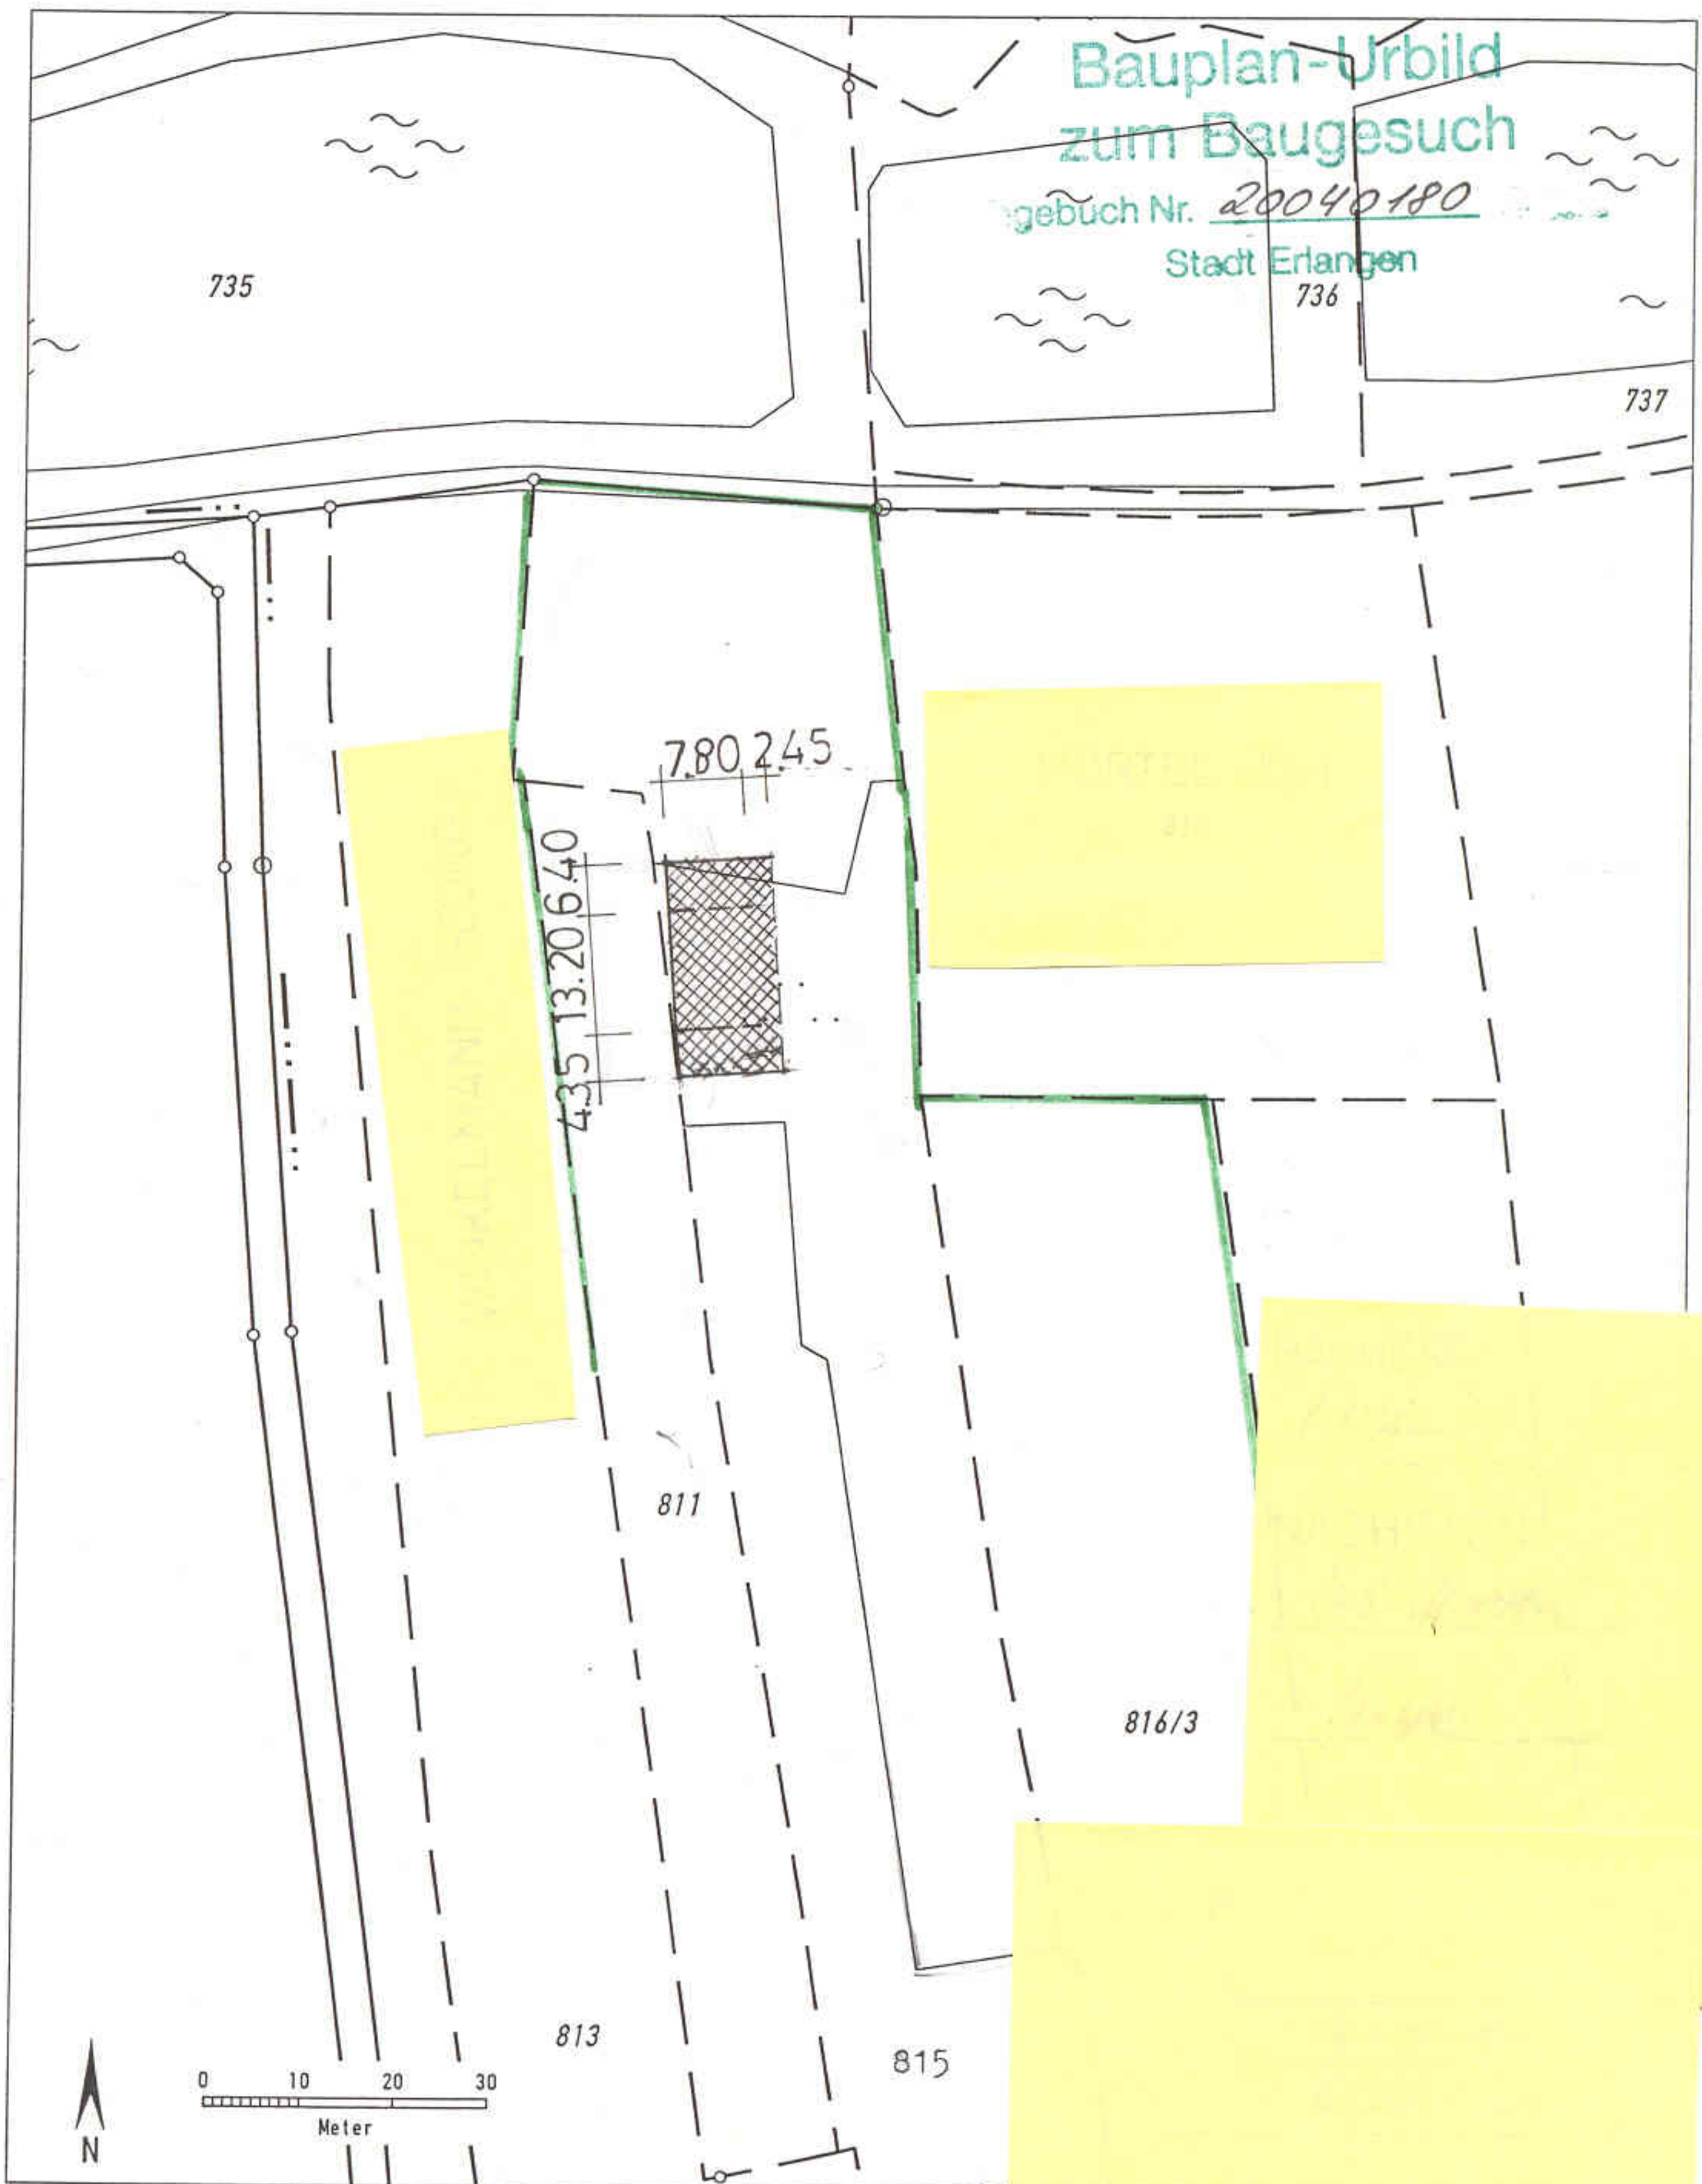 Bauplan-Urbild
zum Baugesuch
gebuch Nr. 20040180
Stadt Erlangen
735
736
737
7.80 2.45
6.40
13.20
4.35
811
816/3
813
815
0 10 20 30
Meter
N